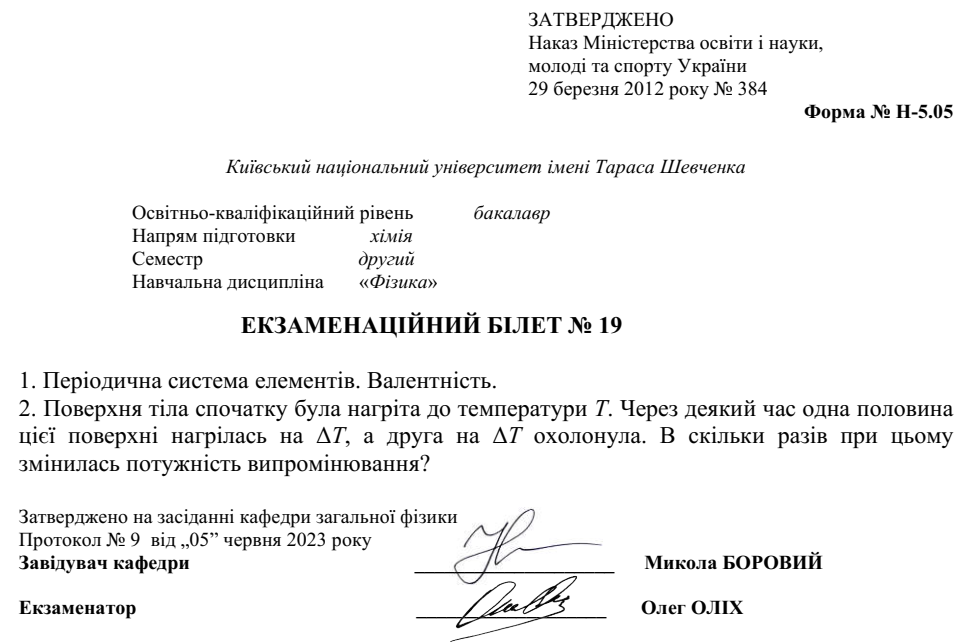 ЗАТВЕРДЖЕНО
Наказ Міністерства освіти і науки,
молоді та спорту України
29 березня 2012 року № 384
Форма № Н-5.05
Київський національний університет імені Тараса Шевченка
Освітньо-кваліфікаційний рівень бакалавр
Напрям підготовки хімія
Семестр другий
Навчальна дисципліна «Фізика»
ЕКЗАМЕНАЦІЙНИЙ БІЛЕТ № 19
1. Періодична система елементів. Валентність.
2. Поверхня тіла спочатку була нагріта до температури T. Через деякий час одна половина
цієї поверхні нагрілась на ΔT, а друга на ΔT охолонула. В скільки разів при цьому
змінилась потужність випромінювання?
Затверджено на засіданні кафедри загальної фізики
Протокол № 9 від „05” червня 2023 року
Завідувач кафедри Микола БОРОВИЙ
Екзаменатор Олег ОЛІХ